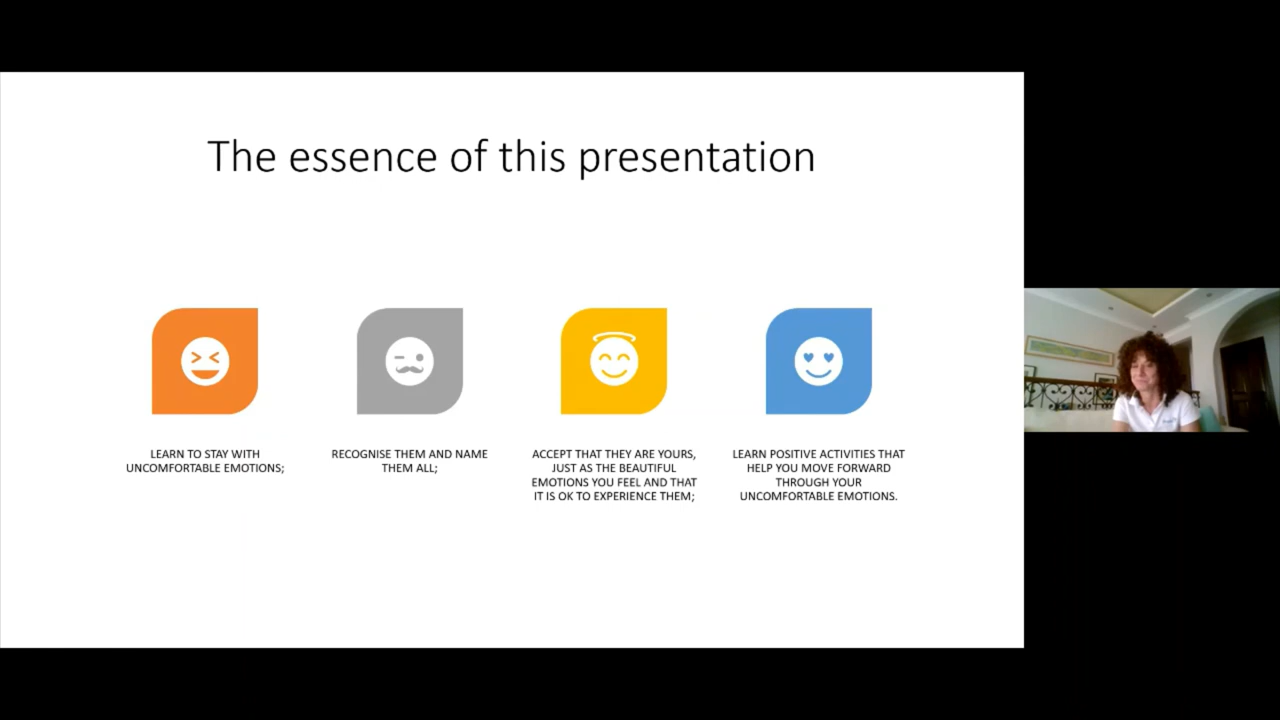 The essence of this presentation
LEARN TO STAY WITH
UNCOMFORTABLE EMOTIONS;
RECOGNISE THEM AND NAME
THEM ALL;
ACCEPT THAT THEY ARE YOURS,
JUST AS THE BEAUTIFUL
EMOTIONS YOU FEEL AND THAT
IT IS OK TO EXPERIENCE THEM;
LEARN POSITIVE ACTIVITIES THAT
HELP YOU MOVE FORWARD
THROUGH YOUR
UNCOMFORTABLE EMOTIONS.